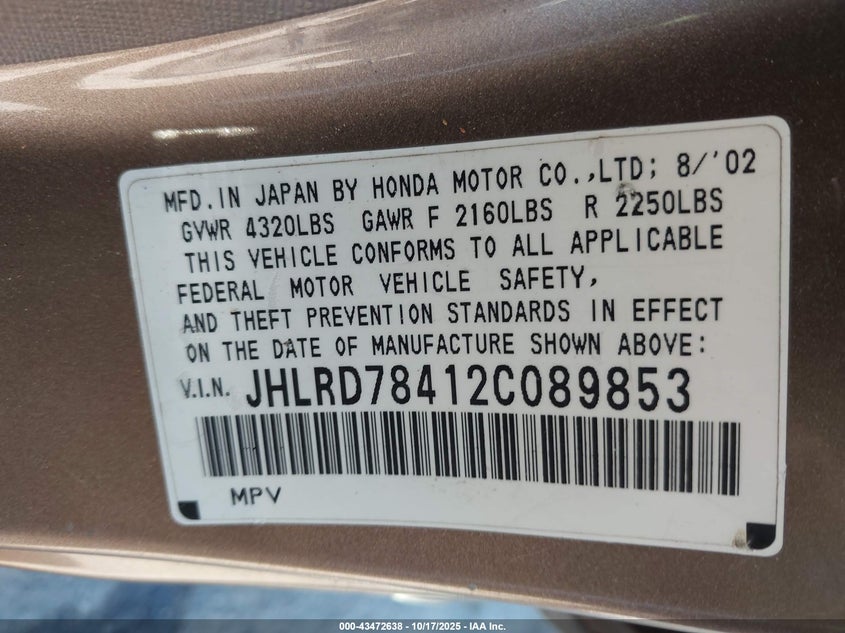 MFD.IN JAPAN BY HONDA MOTOR CO.,LTD; 8/'02
GVWR 4320LBS GAWR F 2160LBS R 2250LBS
THIS VEHICLE CONFORMS TO ALL APPLICABLE
FEDERAL MOTOR VEHICLE SAFETY,
AND THEFT PREVENTION STANDARDS IN EFFECT
ON THE DATE OF MANUFACTURE SHOWN ABOVE:
V.I.N. JHLRD78412C089853
MPV
000-43472638 | 10/17/2025 | IAA Inc.